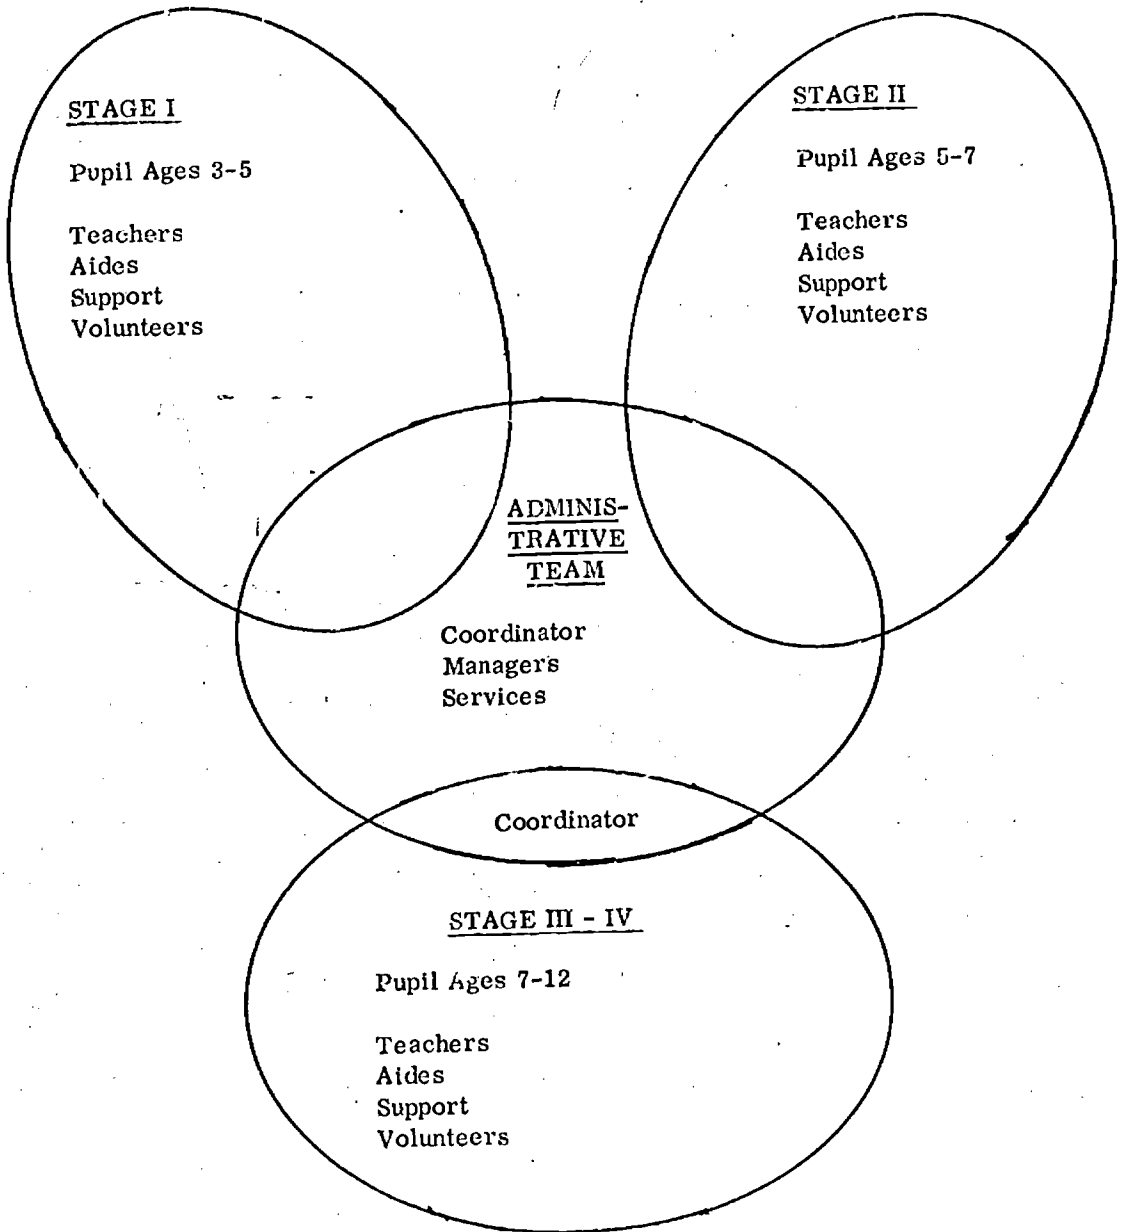 STAGE I
Pupil Ages 3-5
Teachers
Aides
Support
Volunteers
STAGE II
Pupil Ages 5-7
Teachers
Aides
Support
Volunteers
ADMINIS-
TRATIVE
TEAM
Coordinator
Managers
Services
Coordinator
STAGE III - IV
Pupil Ages 7-12
Teachers
Aides
Support
Volunteers